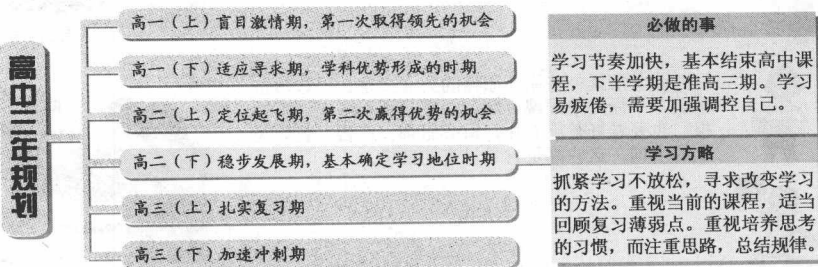 高中三年规划
高一（上）盲目激情期，第一次取得领先的机会
高一（下）适应寻求期，学科优势形成的时期
高二（上）定位起飞期，第二次赢得优势的机会
高二（下）稳步发展期，基本确定学习地位时期
高三（上）扎实复习期
高三（下）加速冲刺期
必做的事
学习节奏加快，基本结束高中课
程，下半学期是准高三期。学习
易疲倦，需要加强调控自己。
学习方略
抓紧学习不放松，寻求改变学习
的方法。重视当前的课程，适当
回顾复习薄弱点。重视培养思考
的习惯，而注重思路，总结规律。